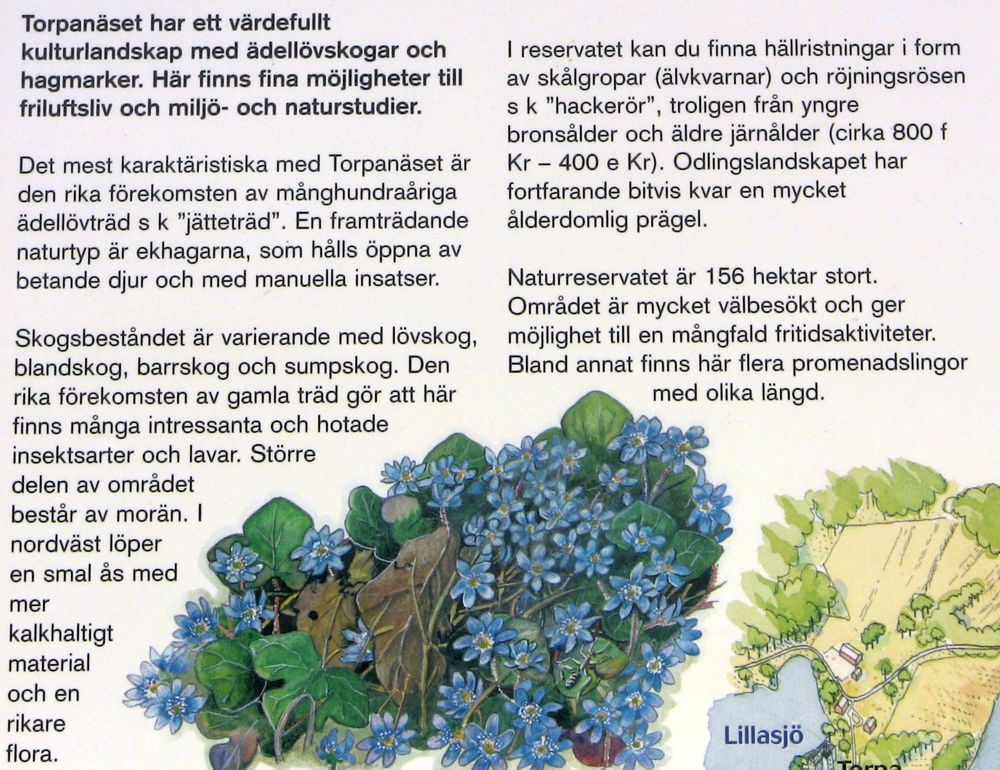 Torpanäset har ett värdefullt
kulturlandskap med ädellövskogar och
hagmarker. Här finns fina möjligheter till
friluftsliv och miljö- och naturstudier.
Det mest karaktäristiska med Torpanäset är
den rika förekomsten av månghundraåriga
ädellövträd s k ”jätteträd”. En framträdande
naturtyp är ekhagarna, som hålls öppna av
betande djur och med manuella insatser.
Skogsbeståndet är varierande med lövskog,
blandskog, barrskog och sumpskog. Den
rika förekomsten av gamla träd gör att här
finns många intressanta och hotade
insektsarter och lavar. Större
delen av området
består av morän. I
nordväst löper
en smal ås med
mer
kalkhaltigt
material
och en
rikare
flora.
I reservatet kan du finna hällristningar i form
av skålgropar (älvkvarnar) och röjningsrösen
s k ”hackerör”, troligen från yngre
bronsålder och äldre järnålder (cirka 800 f
Kr – 400 e Kr). Odlingslandskapet har
fortfarande bitvis kvar en mycket
ålderdomlig prägel.
Naturreservatet är 156 hektar stort.
Området är mycket välbesökt och ger
möjlighet till en mångfald fritidsaktiviteter.
Bland annat finns här flera promenadslingor
med olika längd.
Lillasjö
Torpa